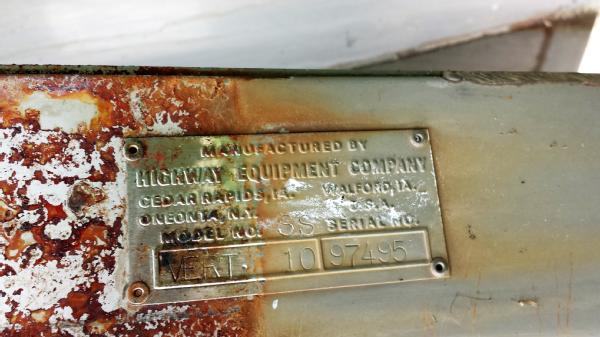 MANUFACTURED BY
HIGHWAY EQUIPMENT COMPANY
CEDAR RAPIDS, IA. WALFORD, IA.
ONEONTA, N.Y. U.S.A.
MODEL NO. SS SERIAL NO.
VERT. 10 97495